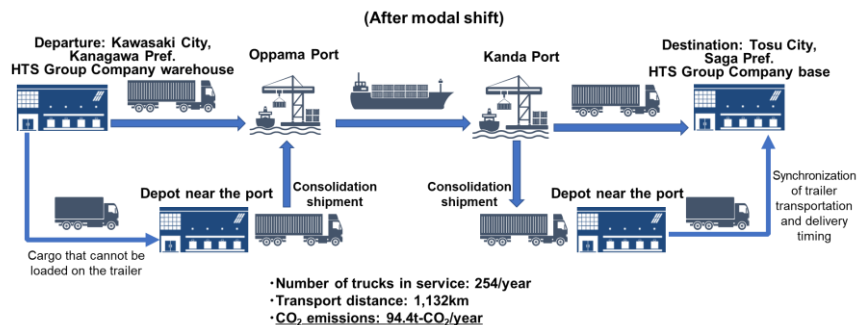 (After modal shift)
Departure: Kawasaki City,
Kanagawa Pref.
HTS Group Company warehouse
Oppama Port
Kanda Port
Destination: Tosu City,
Saga Pref.
HTS Group Company base
Depot near the port
Consolidation
shipment
Consolidation
shipment
Depot near the port
Synchronization
of trailer
transportation
and delivery
timing
Cargo that cannot be
loaded on the trailer
・Number of trucks in service: 254/year
・Transport distance: 1,132km
・CO₂ emissions: 94.4t-CO₂/year